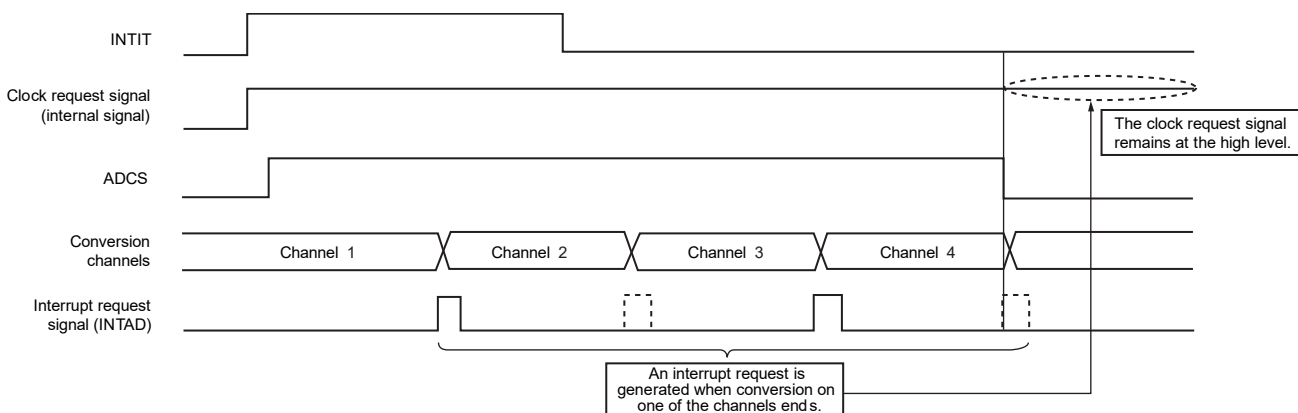 INTIT
Clock request signal
(internal signal)
The clock request signal
remains at the high level.
ADCS
Conversion
channels
Channel 1
Channel 2
Channel 3
Channel 4
Interrupt request
signal (INTAD)
An interrupt request is
generated when conversion on
one of the channels ends.